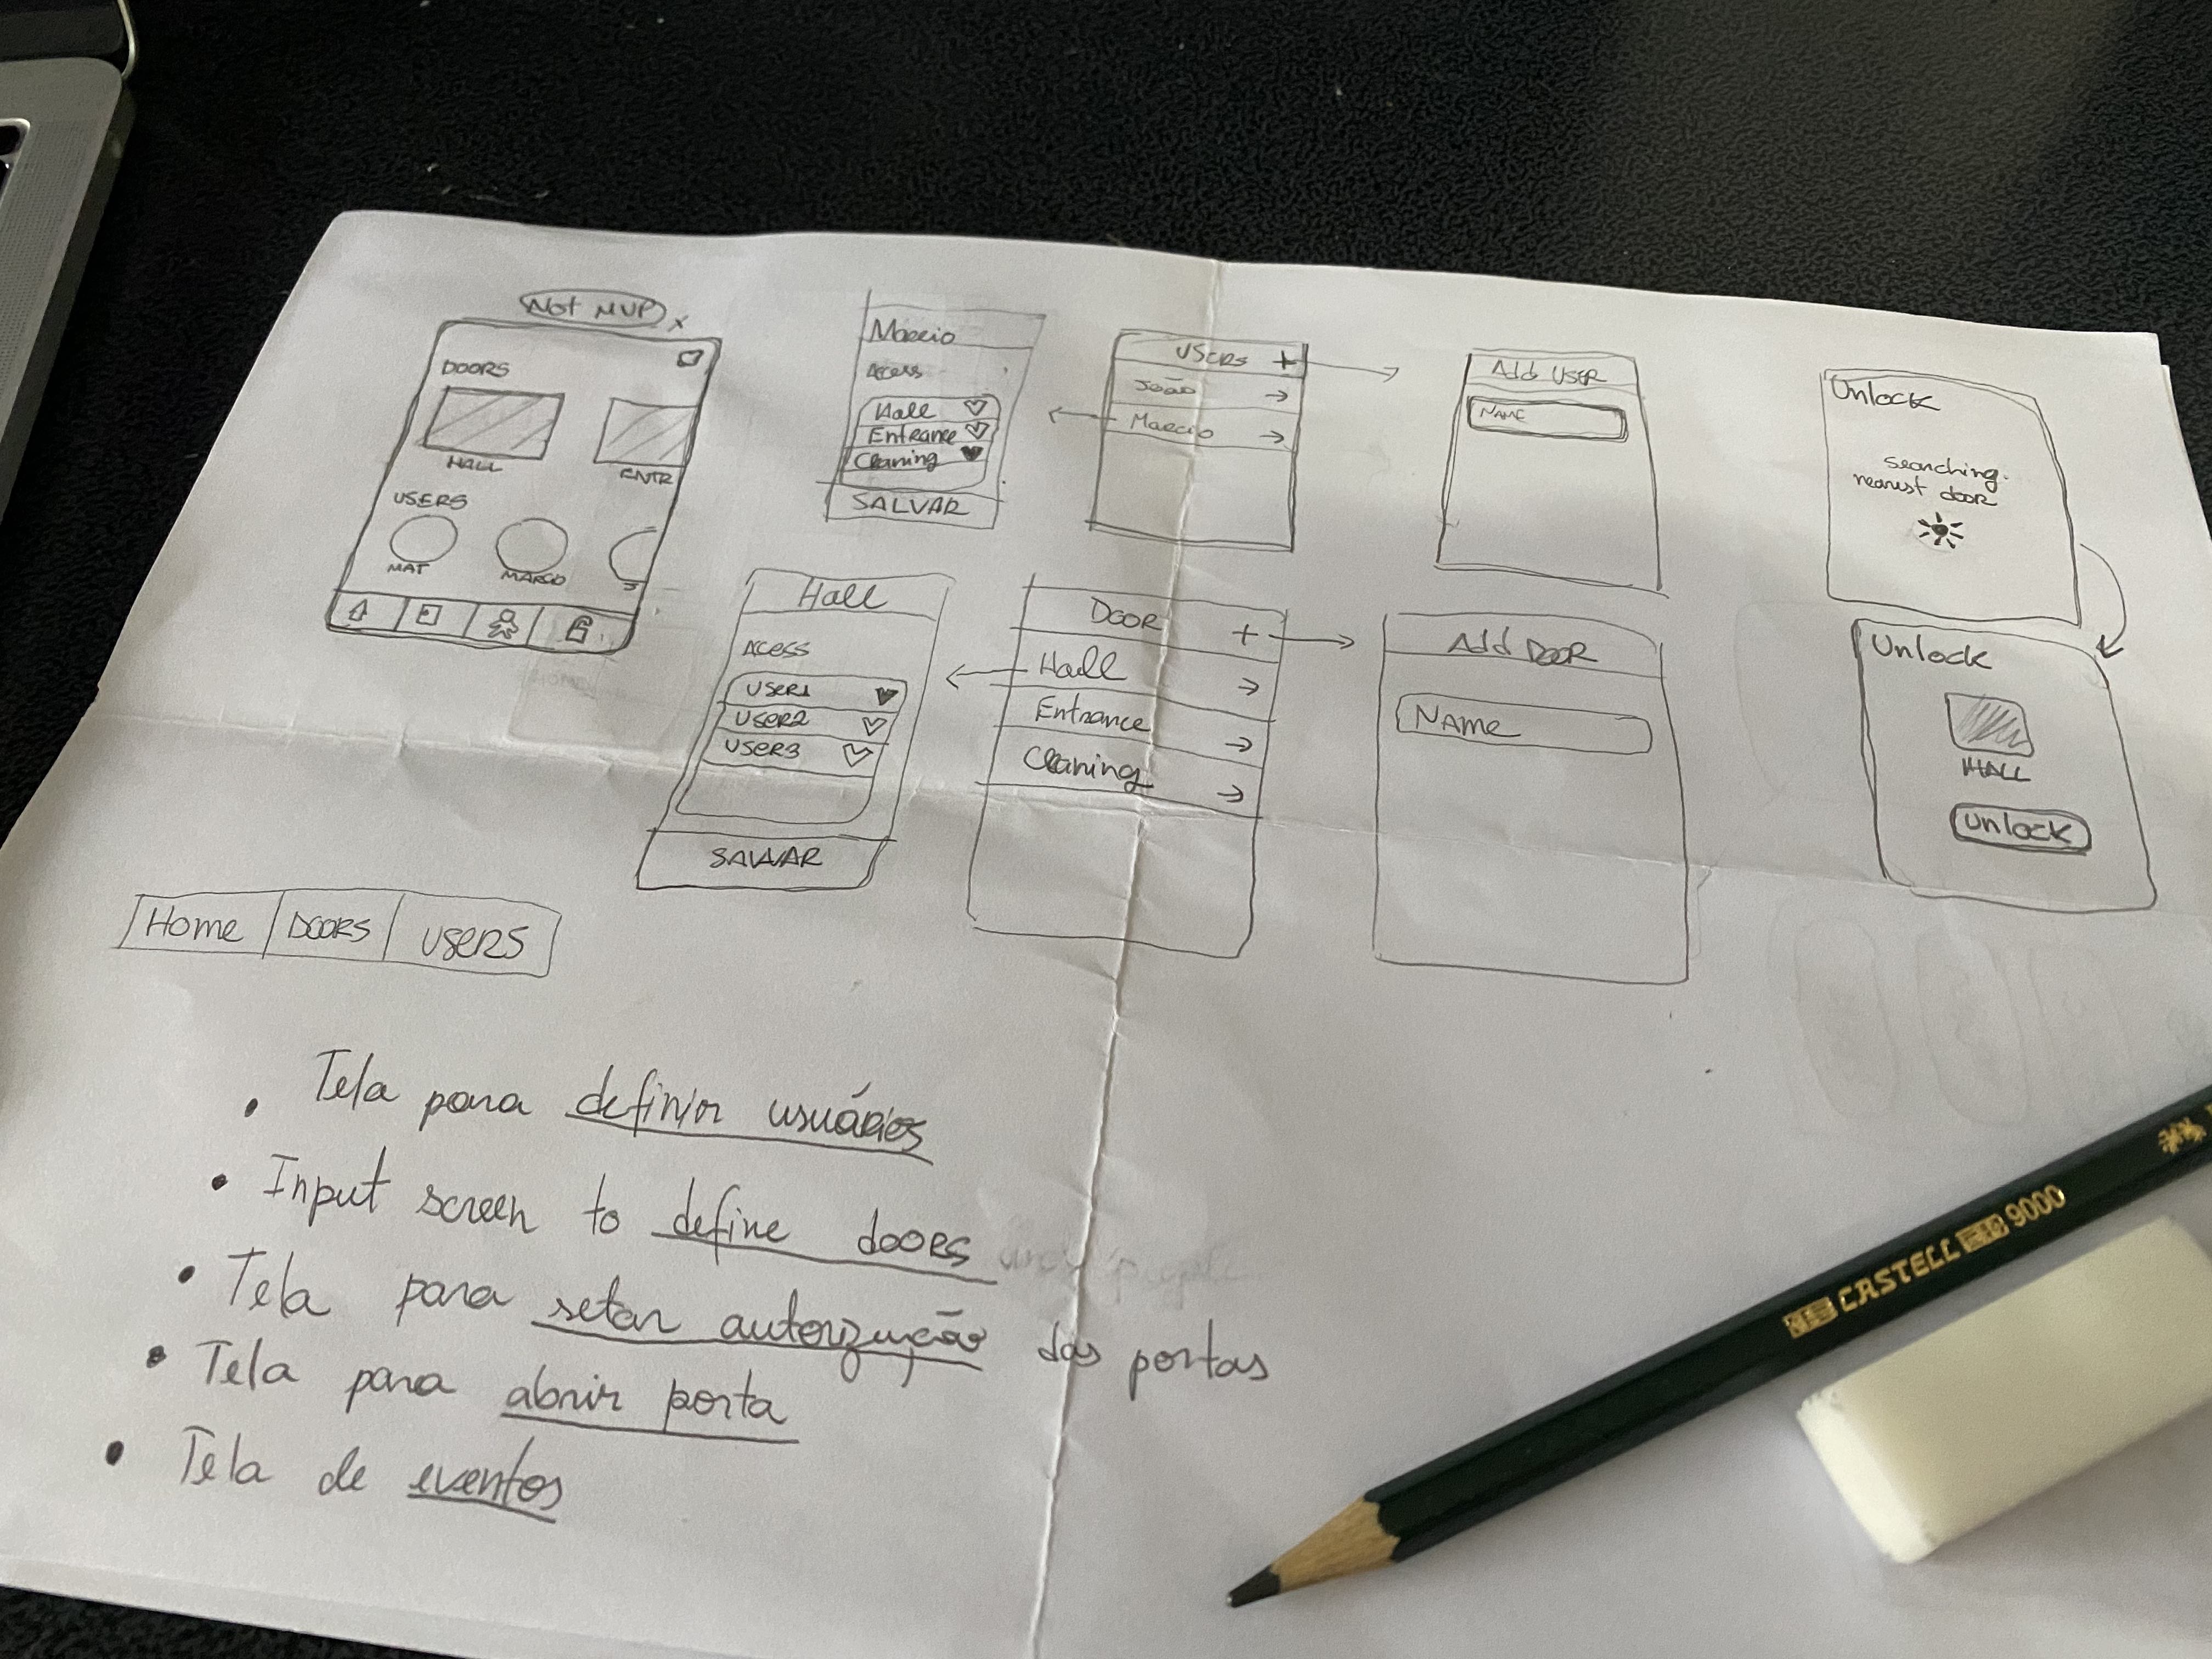 Not MVP x
DOORS
HALL
ENTR
USERS
MAT
MARCIO
Marcio
Acess
Hall
Entrance
Cleaning
SALVAR
USERS +
João
Marcio
Add USER
NAME
Unlock
searching
nearest door
Hall
Acess
USER1
USER2
USER3
SALVAR
DOOR +
Hall
Entrance
Cleaning
Add DOOR
NAME
Unlock
HALL
Unlock
Home DOORS USERS
• Tela para definir usuários
• Input screen to define doors
• Tela para setar autorização das portas
• Tela para abrir porta
• Tela de eventos
CASTELL 9000